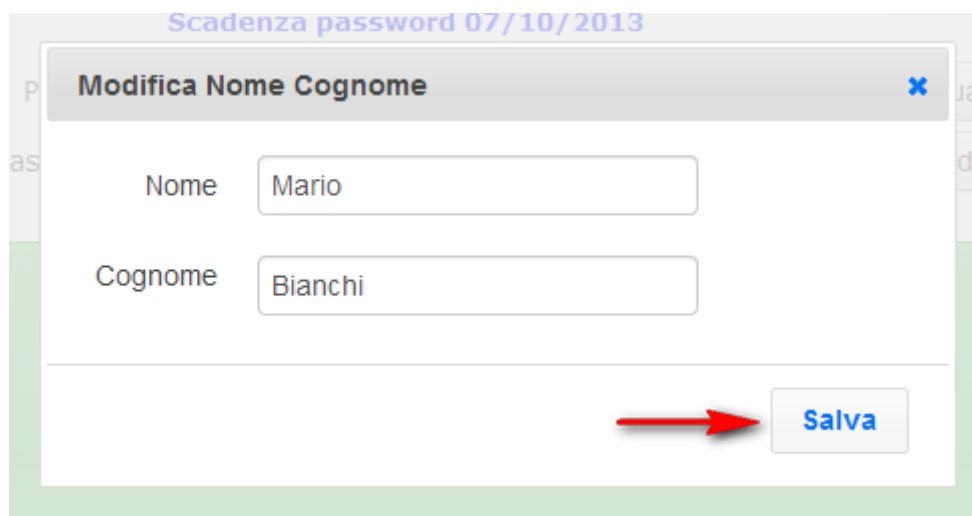 Scadenza password 07/10/2013
Modifica Nome Cognome
Nome Mario
Cognome Bianchi
Salva